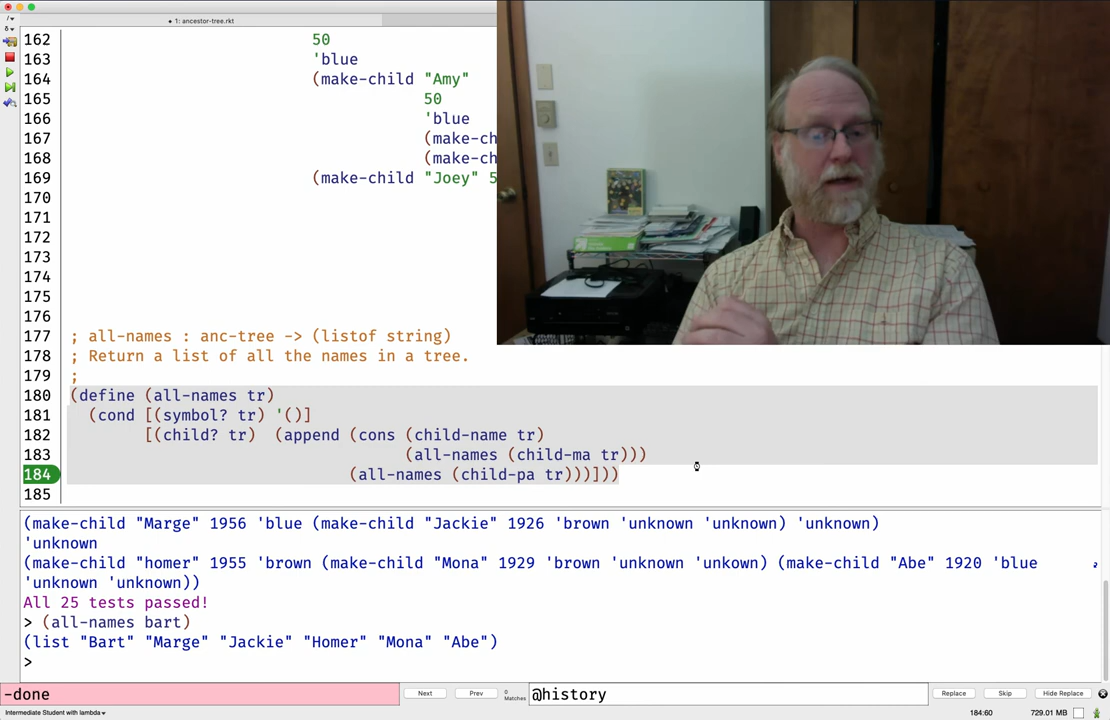 1: ancestor-tree.rkt
162 50
163 'blue
164 (make-child "Amy"
165 50
166 'blue
167 (make-ch
168 (make-ch
169 (make-child "Joey" 5
170
171
172
173
174
175
176
177 ; all-names : anc-tree -> (listof string)
178 ; Return a list of all the names in a tree.
179 ;
180 (define (all-names tr)
181 (cond [(symbol? tr) '()]
182 [(child? tr) (append (cons (child-name tr)
183 (all-names (child-ma tr)))
184 (all-names (child-pa tr)))]))
185
(make-child "Marge" 1956 'blue (make-child "Jackie" 1926 'brown 'unknown 'unknown) 'unknown)
'unknown
(make-child "homer" 1955 'brown (make-child "Mona" 1929 'brown 'unknown 'unkown) (make-child "Abe" 1920 'blue
'unknown 'unknown))
All 25 tests passed!
> (all-names bart)
(list "Bart" "Marge" "Jackie" "Homer" "Mona" "Abe")
>
-done Next Prev 0 Matches @history Replace Skip Hide Replace
Intermediate Student with lambda 184:60 729.01 MB